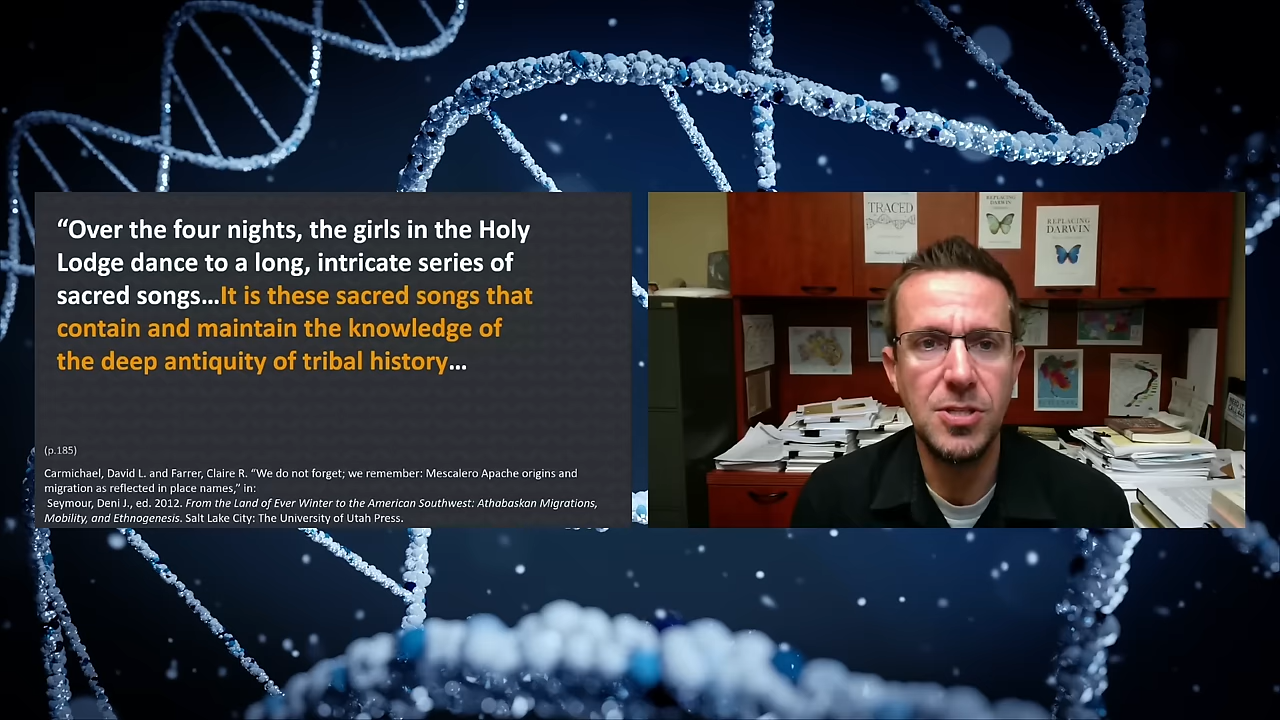 “Over the four nights, the girls in the Holy
Lodge dance to a long, intricate series of
sacred songs…It is these sacred songs that
contain and maintain the knowledge of
the deep antiquity of tribal history…
(p.185)
Carmichael, David L. and Farrer, Claire R. “We do not forget; we remember: Mescalero Apache origins and
migration as reflected in place names,” in:
Seymour, Deni J., ed. 2012. From the Land of Ever Winter to the American Southwest: Athabaskan Migrations,
Mobility, and Ethnogenesis. Salt Lake City: The University of Utah Press.
TRACED
REPLACING
DARWIN
REPLACING
DARWIN